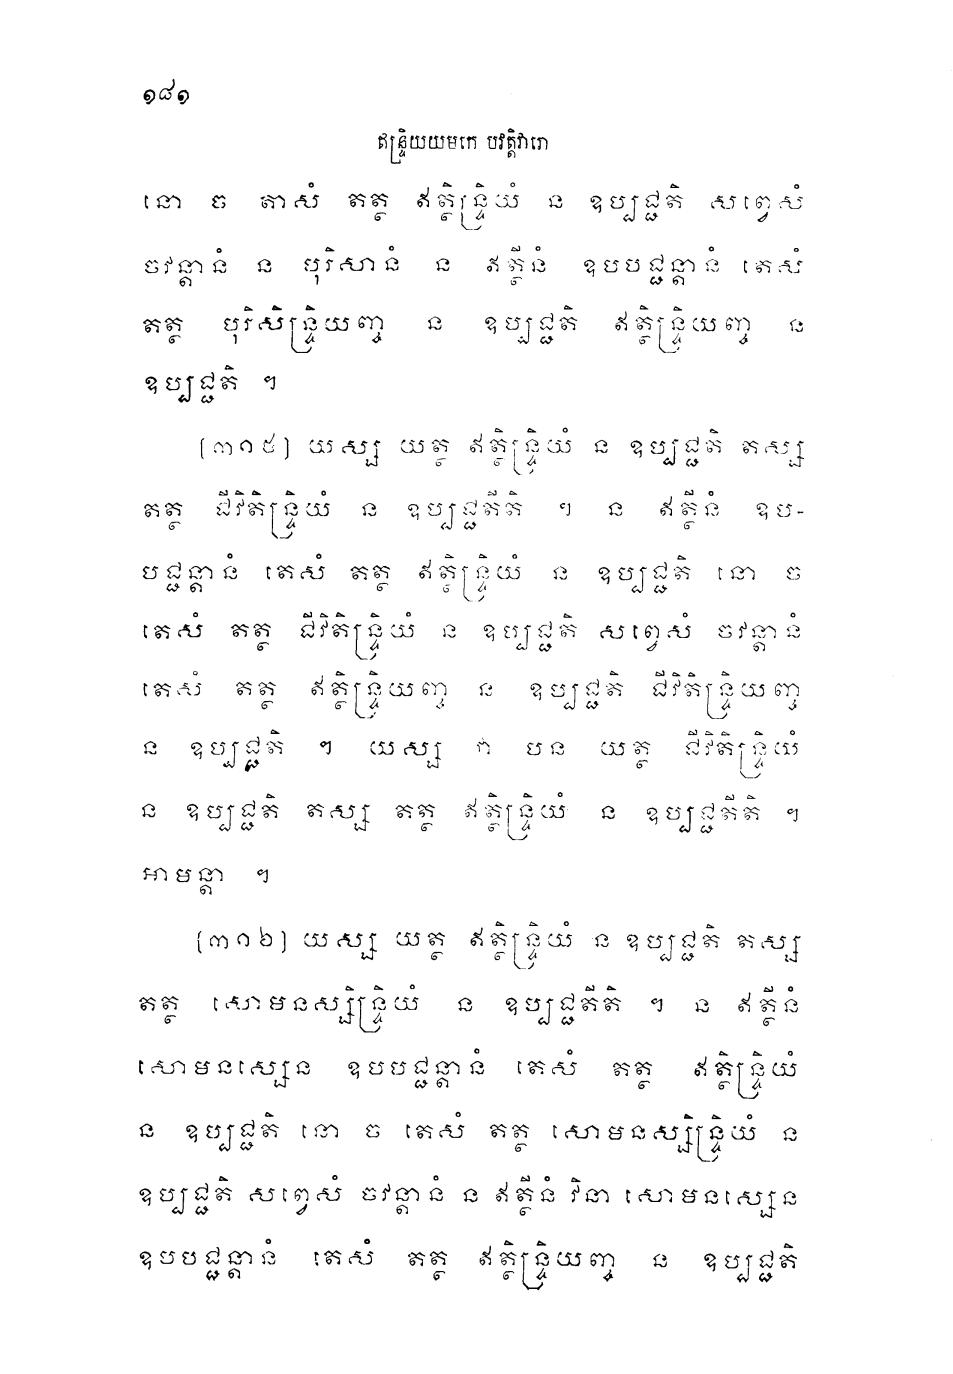 ១៨១
ឥន្ទ្រិយយមកេ បវត្តិវារោ
នោ ច តាសំ តត្ថ ឥត្ថិន្ទ្រិយំ ន ឧប្បជ្ជតិ សព្វេសំ
ចវន្តានំ ន បុរិសានំ ន ឥត្ថីនំ ឧបបជ្ជន្តានំ តេសំ
តត្ថ បុរិសិន្ទ្រិយញ្ច ន ឧប្បជ្ជតិ ឥត្ថិន្ទ្រិយញ្ច ន
ឧប្បជ្ជតិ ។
[៣១៥] យស្ស យត្ថ ឥត្ថិន្ទ្រិយំ ន ឧប្បជ្ជតិ តស្ស
តត្ថ ជីវិតិន្ទ្រិយំ ន ឧប្បជ្ជតីតិ ។ ន ឥត្ថីនំ ឧប-
បជ្ជន្តានំ តេសំ តត្ថ ឥត្ថិន្ទ្រិយំ ន ឧប្បជ្ជតិ នោ ច
តេសំ តត្ថ ជីវិតិន្ទ្រិយំ ន ឧប្បជ្ជតិ សព្វេសំ ចវន្តានំ
តេសំ តត្ថ ឥត្ថិន្ទ្រិយញ្ច ន ឧប្បជ្ជតិ ជីវិតិន្ទ្រិយញ្ច
ន ឧប្បជ្ជតិ ។ យស្ស វា បន យត្ថ ជីវិតិន្ទ្រិយំ
ន ឧប្បជ្ជតិ តស្ស តត្ថ ឥត្ថិន្ទ្រិយំ ន ឧប្បជ្ជតីតិ ។
អាមន្តា ។
[៣១៦] យស្ស យត្ថ ឥត្ថិន្ទ្រិយំ ន ឧប្បជ្ជតិ តស្ស
តត្ថ សោមនស្សិន្ទ្រិយំ ន ឧប្បជ្ជតីតិ ។ ន ឥត្ថីនំ
សោមនស្សេន ឧបបជ្ជន្តានំ តេសំ តត្ថ ឥត្ថិន្ទ្រិយំ
ន ឧប្បជ្ជតិ នោ ច តេសំ តត្ថ សោមនស្សិន្ទ្រិយំ ន
ឧប្បជ្ជតិ សព្វេសំ ចវន្តានំ ន ឥត្ថីនំ វិនា សោមនស្សេន
ឧបបជ្ជន្តានំ តេសំ តត្ថ ឥត្ថិន្ទ្រិយញ្ច ន ឧប្បជ្ជតិ